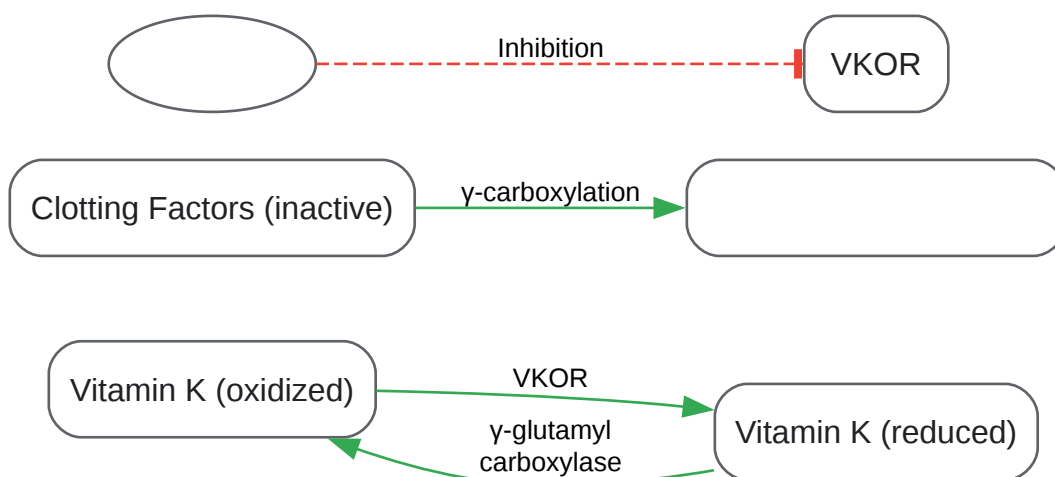 Inhibition
VKOR
γ-carboxylation
Clotting Factors (inactive)
VKOR
Vitamin K (oxidized)
γ-glutamyl
carboxylase
Vitamin K (reduced)